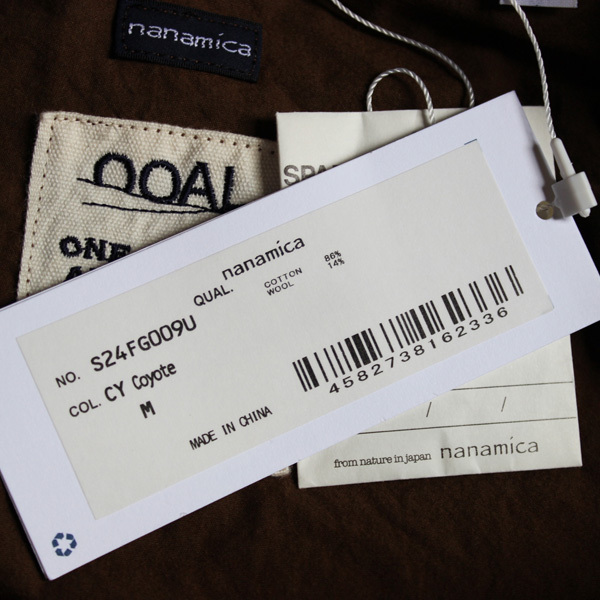 nanamica
QOAL
ONE
SPA
nanamica
QUAL. COTTON 86%
WOOL 14%
NO. S24FG009U
COL. CY Coyote
M
MADE IN CHINA
4582738162336
/ /
from nature in japan nanamica